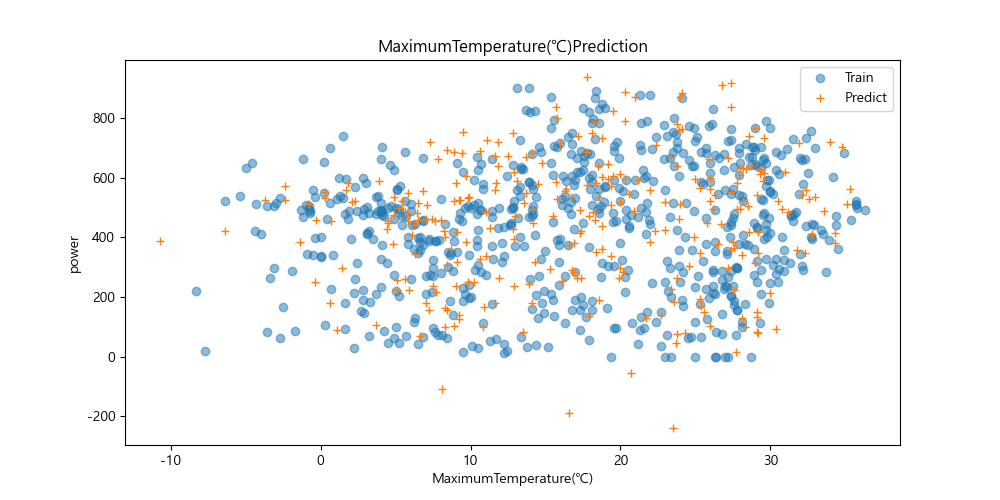 MaximumTemperature(℃)Prediction
Train
Predict
800
600
400
200
0
-200
power
-10
0
10
20
30
MaximumTemperature(℃)